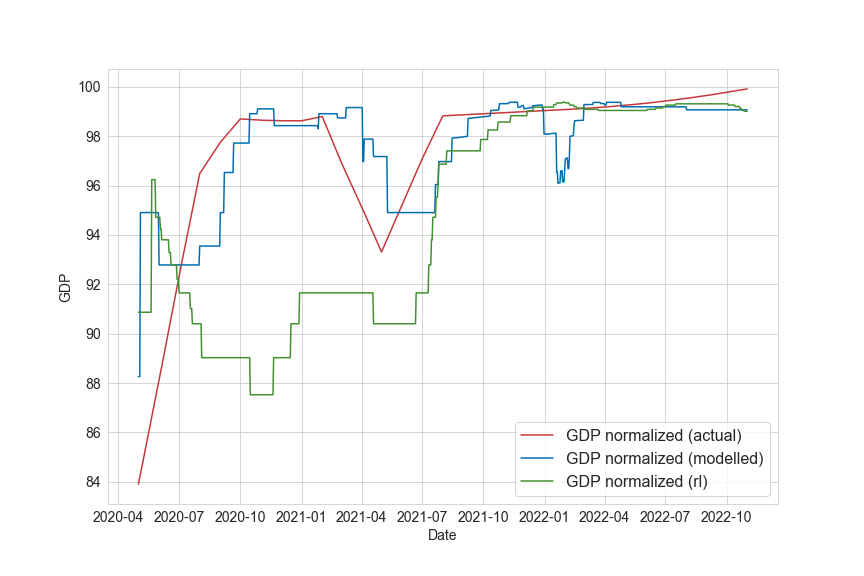 100
98
96
94
92
90
88
86
84
GDP
GDP normalized (actual)
GDP normalized (modelled)
GDP normalized (rl)
2020-04 2020-07 2020-10 2021-01 2021-04 2021-07 2021-10 2022-01 2022-04 2022-07 2022-10
Date